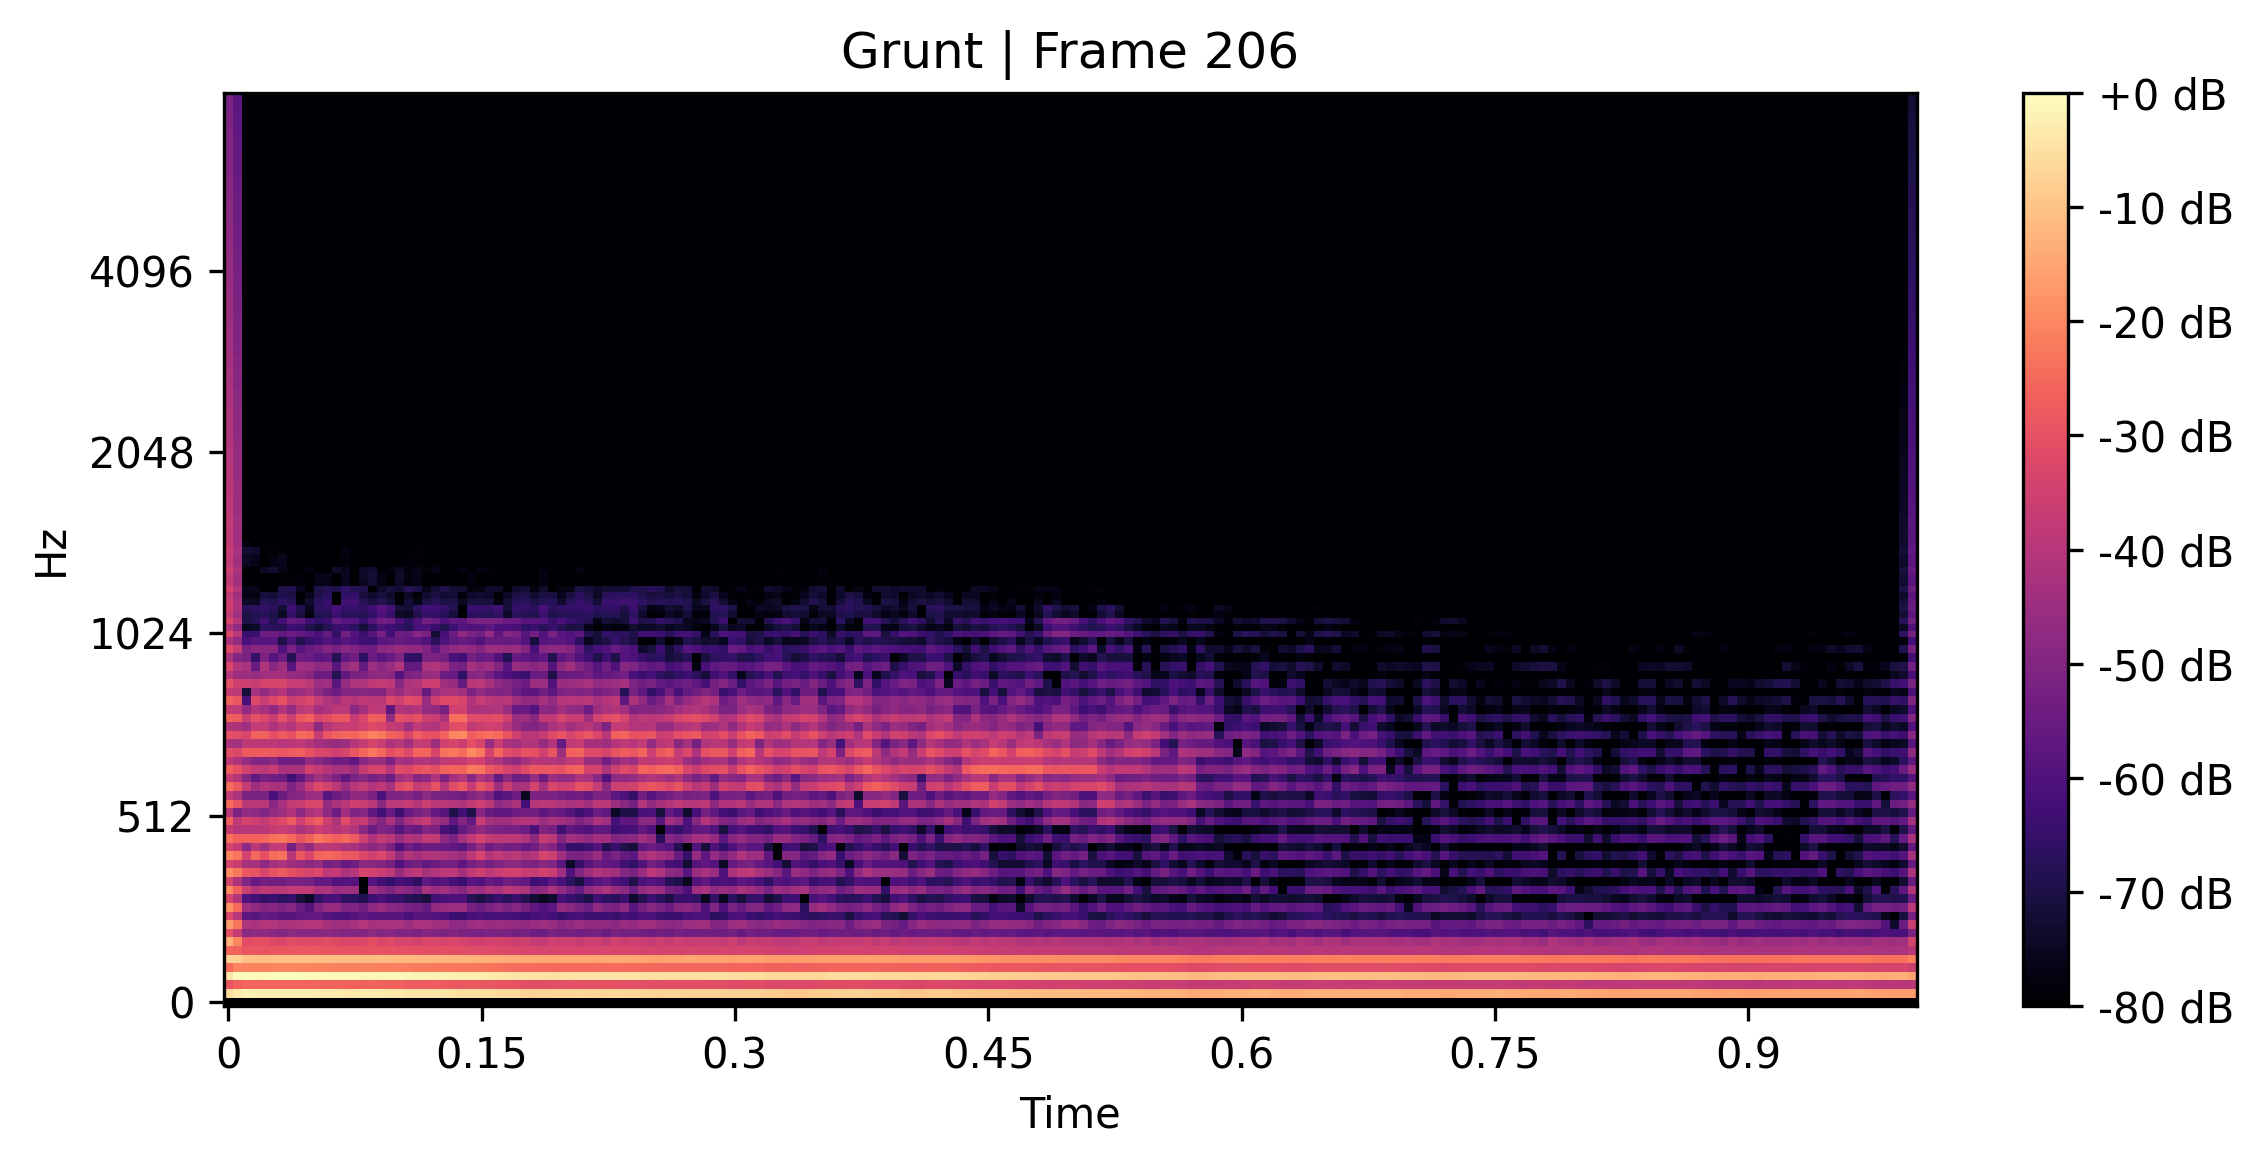 Grunt | Frame 206
Hz
4096
2048
1024
512
0
0 0.15 0.3 0.45 0.6 0.75 0.9
Time
+0 dB
-10 dB
-20 dB
-30 dB
-40 dB
-50 dB
-60 dB
-70 dB
-80 dB